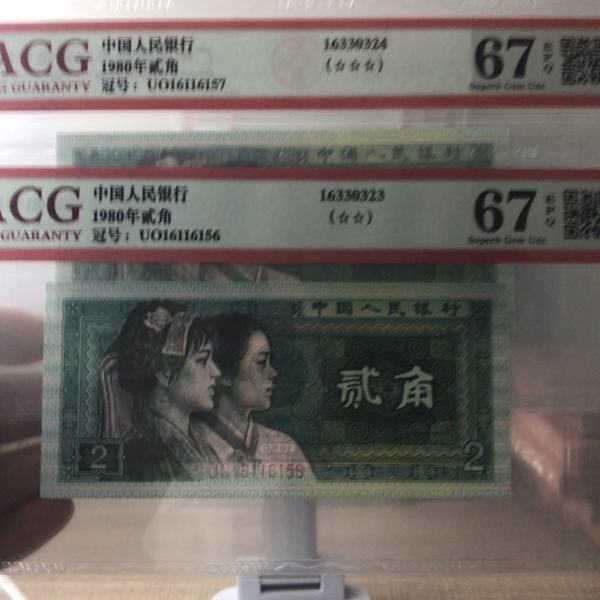 ACG
GUARANTY
中国人民银行
1980年贰角
冠号：UO16116157
16330324
(☆☆☆)
67
EPQ
Superb Gem Unc
中国人民银行
ACG
GUARANTY
中国人民银行
1980年贰角
冠号：UO16116156
16330323
(☆☆)
67
EPQ
Superb Gem Unc
中国人民银行
贰角
2
UO16116156
2